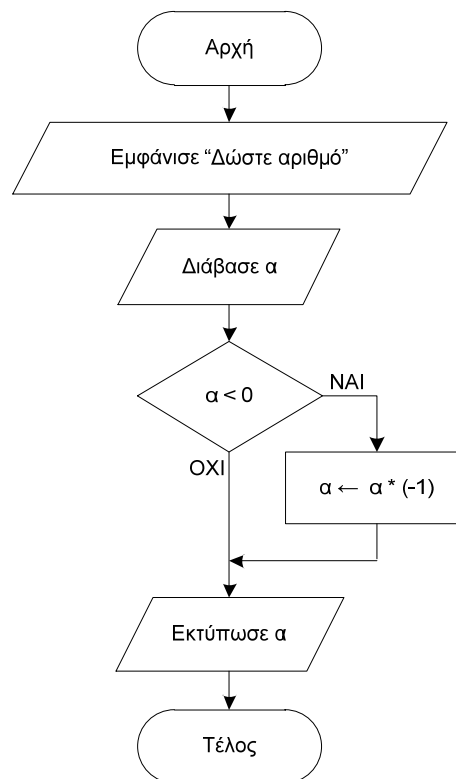 Αρχή
Εμφάνισε “Δώστε αριθμό”
Διάβασε α
α < 0
ΝΑΙ
ΟΧΙ
α ← α * (-1)
Εκτύπωσε α
Τέλος